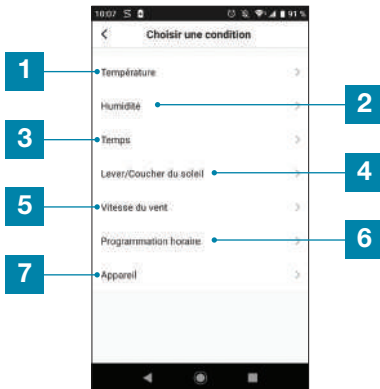 10:07 91 %
Choisir une condition
1 Température
Humidité 2
3 Temps
Lever/Coucher du soleil 4
5 Vitesse du vent
Programmation horaire 6
7 Appareil